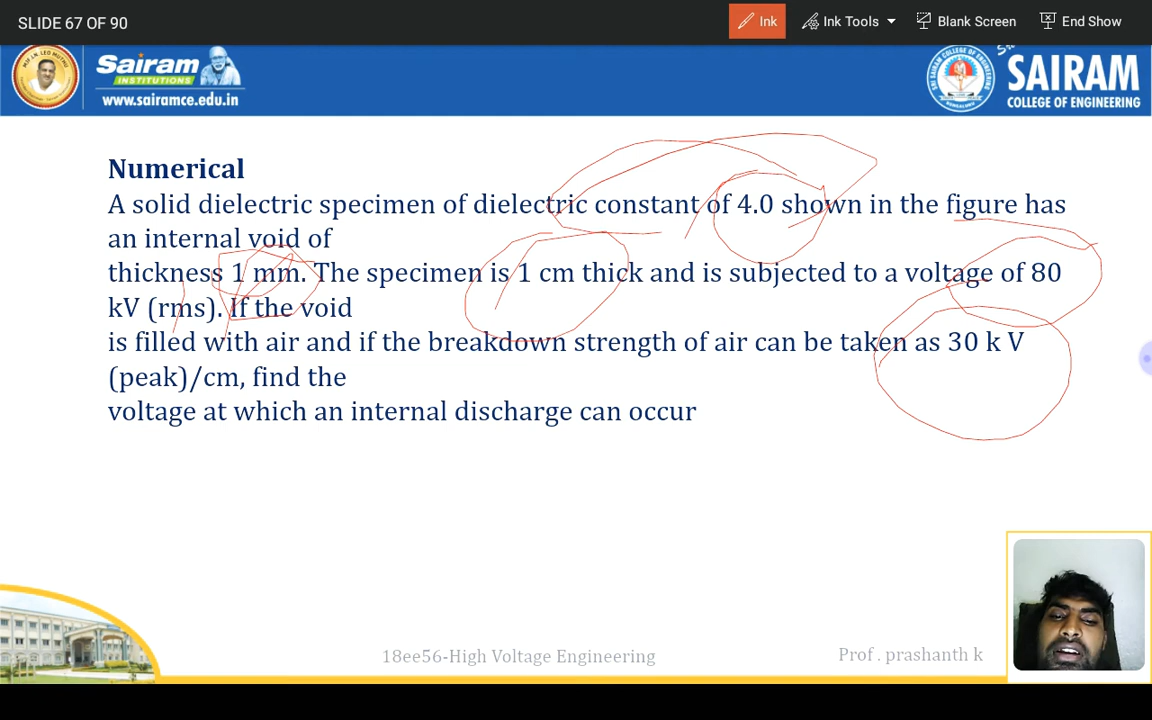 SLIDE 67 OF 90
Ink
Ink Tools
Blank Screen
End Show
Sairam
INSTITUTIONS
www.sairamce.edu.in
SAIRAM
COLLEGE OF ENGINEERING
Numerical
A solid dielectric specimen of dielectric constant of 4.0 shown in the figure has
an internal void of
thickness 1 mm. The specimen is 1 cm thick and is subjected to a voltage of 80
kV (rms). If the void
is filled with air and if the breakdown strength of air can be taken as 30 k V
(peak)/cm, find the
voltage at which an internal discharge can occur
18ee56-High Voltage Engineering
Prof . prashanth k